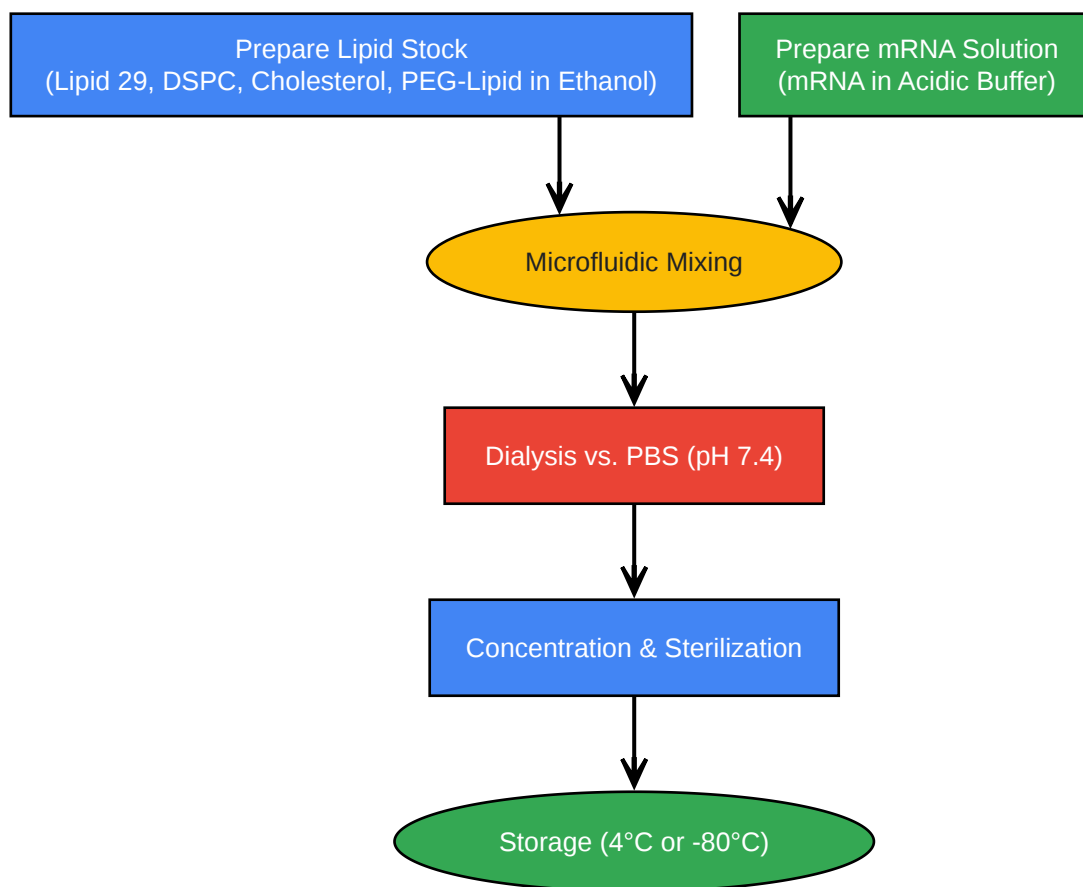 Prepare Lipid Stock
(Lipid 29, DSPC, Cholesterol, PEG-Lipid in Ethanol)
Prepare mRNA Solution
(mRNA in Acidic Buffer)
Microfluidic Mixing
Dialysis vs. PBS (pH 7.4)
Concentration & Sterilization
Storage (4°C or -80°C)